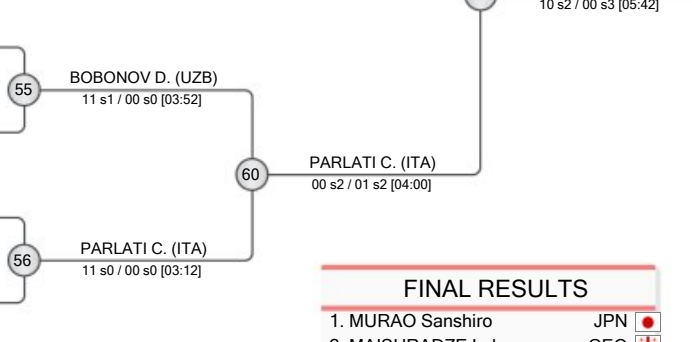 10 s2 / 00 s3 [05:42]
55
BOBONOV D. (UZB)
11 s1 / 00 s0 [03:52]
60
PARLATI C. (ITA)
00 s2 / 01 s2 [04:00]
56
PARLATI C. (ITA)
11 s0 / 00 s0 [03:12]
FINAL RESULTS
1. MURAO Sanshiro JPN